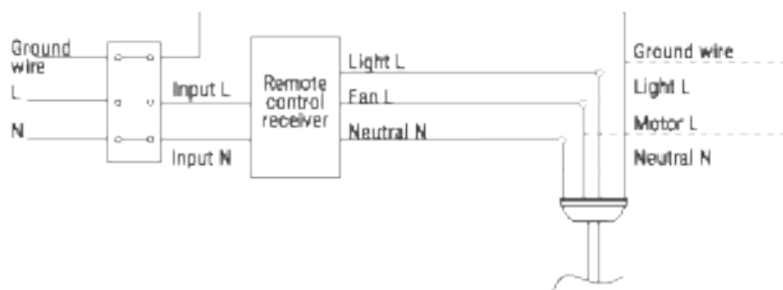 Ground
wire
L
N
Input L
Input N
Remote
control
receiver
Light L
Fan L
Neutral N
Ground wire
Light L
Motor L
Neutral N